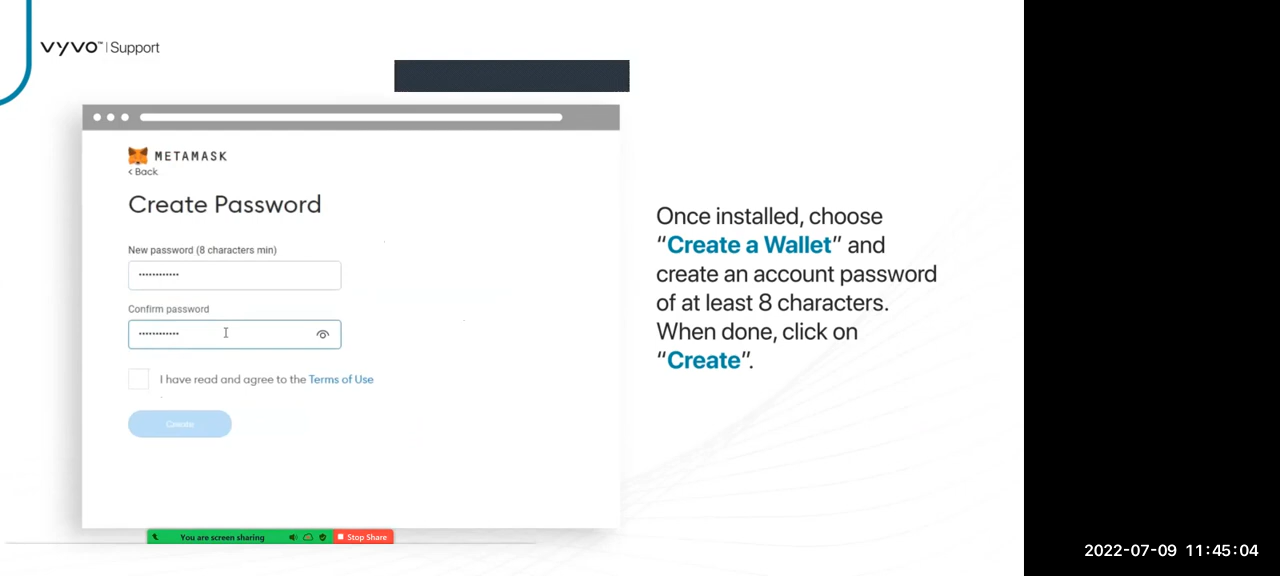 vyvo™ | Support
METAMASK
< Back
Create Password
New password (8 characters min)
••••••••••••
Confirm password
••••••••••••
I have read and agree to the Terms of Use
Create
Once installed, choose
“Create a Wallet” and
create an account password
of at least 8 characters.
When done, click on
“Create”.
You are screen sharing
Stop Share
2022-07-09 11:45:04